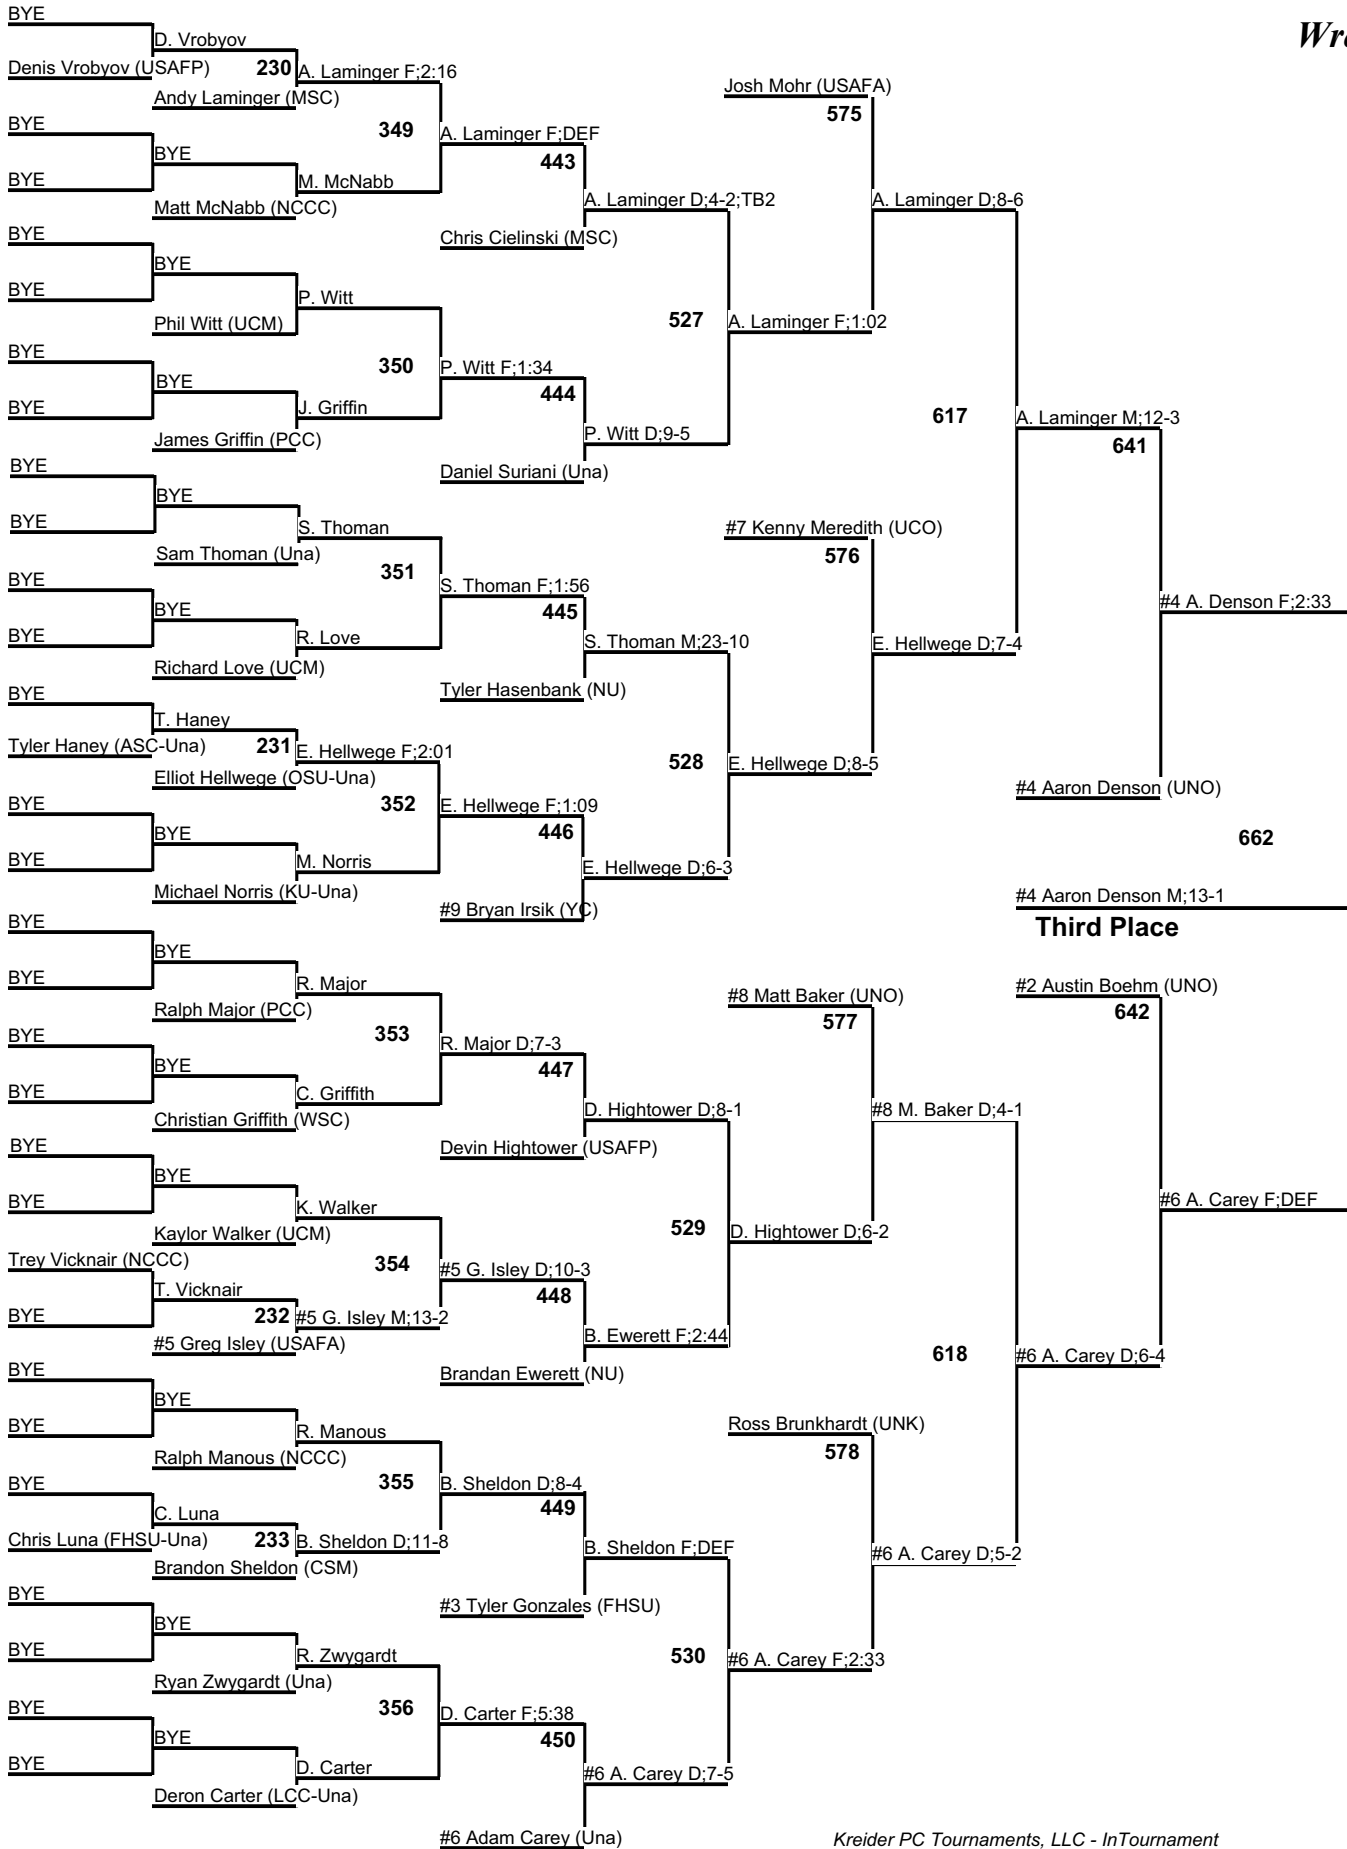 BYE
Wre
D. Vrobyov
Denis Vrobyov (USAFP)
230
A. Laminger F;2:16
Josh Mohr (USAFA)
Andy Laminger (MSC)
575
BYE
349
A. Laminger F;DEF
BYE
443
BYE
M. McNabb
A. Laminger D;4-2;TB2
A. Laminger D;8-6
Matt McNabb (NCCC)
BYE
Chris Cielinski (MSC)
BYE
BYE
P. Witt
Phil Witt (UCM)
527
A. Laminger F;1:02
BYE
350
P. Witt F;1:34
BYE
444
BYE
J. Griffin
617
A. Laminger M;12-3
James Griffin (PCC)
P. Witt D;9-5
641
BYE
Daniel Suriani (Una)
BYE
BYE
S. Thoman
#7 Kenny Meredith (UCO)
Sam Thoman (Una)
576
351
BYE
S. Thoman F;1:56
BYE
445
#4 A. Denson F;2:33
BYE
R. Love
S. Thoman M;23-10
E. Hellwege D;7-4
Richard Love (UCM)
BYE
Tyler Hasenbank (NU)
T. Haney
Tyler Haney (ASC-Una)
231
E. Hellwege F;2:01
528
E. Hellwege D;8-5
Elliot Hellwege (OSU-Una)
#4 Aaron Denson (UNO)
BYE
352
E. Hellwege F;1:09
BYE
446
662
BYE
M. Norris
E. Hellwege D;6-3
Michael Norris (KU-Una)
#4 Aaron Denson M;13-1
#9 Bryan Irsik (YC)
BYE
Third Place
BYE
BYE
R. Major
#2 Austin Boehm (UNO)
#8 Matt Baker (UNO)
Ralph Major (PCC)
642
577
BYE
353
R. Major D;7-3
BYE
447
BYE
C. Griffith
D. Hightower D;8-1
#8 M. Baker D;4-1
Christian Griffith (WSC)
BYE
Devin Hightower (USAFP)
BYE
BYE
K. Walker
#6 A. Carey F;DEF
Kaylor Walker (UCM)
529
D. Hightower D;6-2
Trey Vicknair (NCCC)
354
#5 G. Isley D;10-3
T. Vicknair
448
BYE
232
#5 G. Isley M;13-2
B. Ewerett F;2:44
#5 Greg Isley (USAFA)
618
#6 A. Carey D;6-4
BYE
Brandan Ewerett (NU)
BYE
BYE
R. Manous
Ross Brunkhardt (UNK)
Ralph Manous (NCCC)
578
BYE
355
B. Sheldon D;8-4
C. Luna
449
Chris Luna (FHSU-Una)
233
B. Sheldon D;11-8
B. Sheldon F;DEF
#6 A. Carey D;5-2
Brandon Sheldon (CSM)
BYE
#3 Tyler Gonzales (FHSU)
BYE
BYE
R. Zwygardt
530
#6 A. Carey F;2:33
Ryan Zwygardt (Una)
BYE
356
D. Carter F;5:38
BYE
450
BYE
D. Carter
#6 A. Carey D;7-5
Deron Carter (LCC-Una)
#6 Adam Carey (Una)
Kreider PC Tournaments, LLC - InTournament